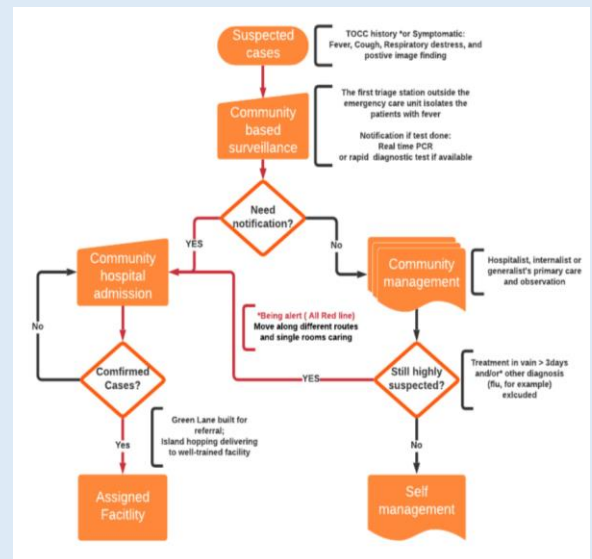 Suspected
cases
TOCC history *or Symptomatic:
Fever, Cough, Respiratory destress, and
postive image finding
Community
based
surveillance
The first triage station outside the
emergency care unit isolates the
patients with fever
Notification if test done:
Real time PCR
or rapid diagnostic test if available
Need
notification?
YES
No
Community
hospital
admission
Community
management
Hospitalist, internalist or
generalist's primary care
and observation
*Being alert ( All Red line)
Move along different routes
and single rooms caring
No
Comfirmed
Cases?
YES
Still highly
suspected?
Treatment in vain > 3days
and/or* other diagnosis
(flu, for example)
exlcuded
Green Lane built for
referral;
Island hopping delivering
to well-trained facility
Yes
No
Assigned
Facitlity
Self
management